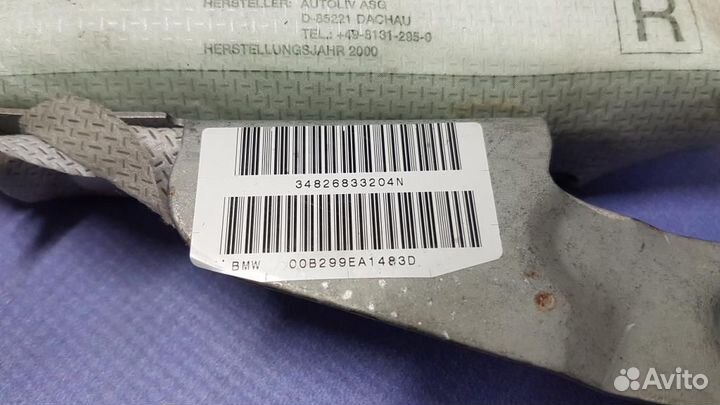 HERSTELLER: AUTOLIV ASG
D-85221 DACHAU
TEL.: +49-8131-295-0
HERSTELLUNGSJAHR 2000
R
34826833204N
BMW 00B299EA1483D
Avito